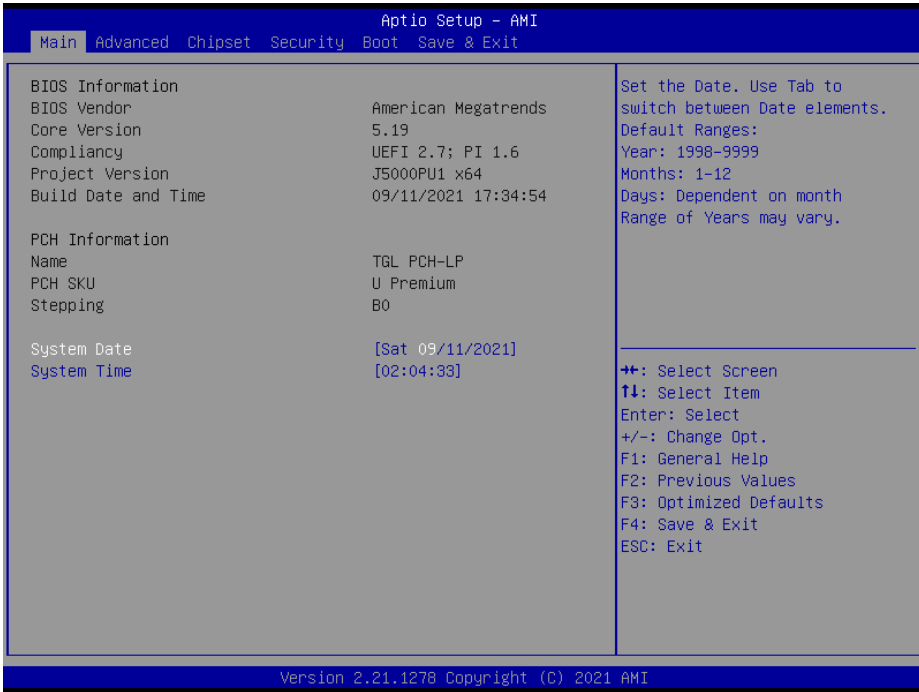 Aptio Setup - AMI
Main Advanced Chipset Security Boot Save & Exit
BIOS Information
BIOS Vendor American Megatrends
Core Version 5.19
Compliancy UEFI 2.7; PI 1.6
Project Version J5000PU1 x64
Build Date and Time 09/11/2021 17:34:54
PCH Information
Name TGL PCH-LP
PCH SKU U Premium
Stepping B0
System Date [Sat 09/11/2021]
System Time [02:04:33]
Set the Date. Use Tab to
switch between Date elements.
Default Ranges:
Year: 1998-9999
Months: 1-12
Days: Dependent on month
Range of Years may vary.
→←: Select Screen
↑↓: Select Item
Enter: Select
+/-: Change Opt.
F1: General Help
F2: Previous Values
F3: Optimized Defaults
F4: Save & Exit
ESC: Exit
Version 2.21.1278 Copyright (C) 2021 AMI